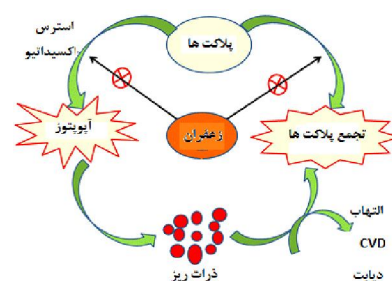 استرس
اکسیداتیو
پلاکت ها
آپوپتوز
زعفران
تجمع پلاکت ها
ذرات ریز
التهاب
CVD
دیابت